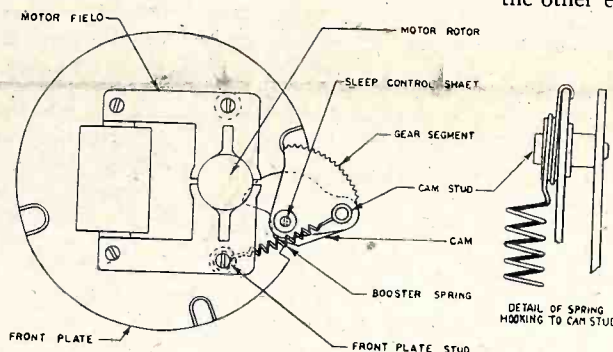 the other e
MOTOR FIELD
MOTOR ROTOR
SLEEP CONTROL SHAFT
GEAR SEGMENT
CAM STUD
CAM
BOOSTER SPRING
DETAIL OF SPRING
HOOKING TO CAM STUD
FRONT PLATE
FRONT PLATE STUD